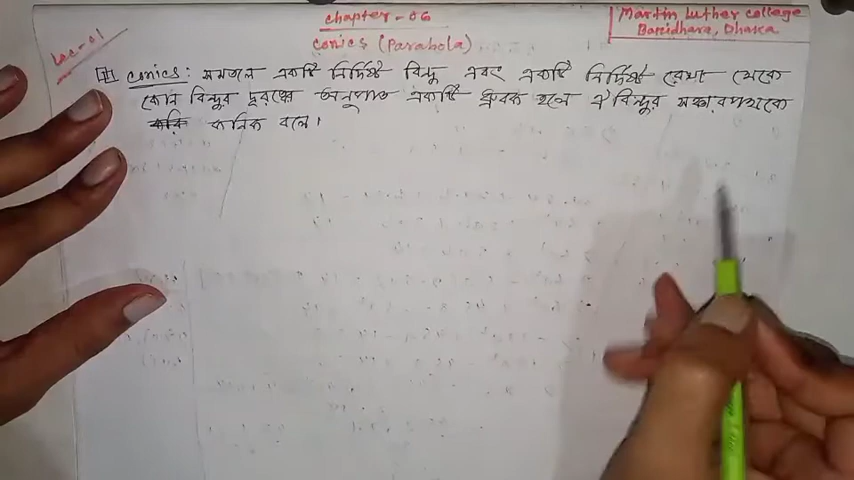 Lec-01
chapter-06
conics (Parabola)
Martin Luther college
Baridhara, Dhaka
conics: সমতলে একটি নির্দিষ্ট বিন্দু এবং একটি নির্দিষ্ট রেখা থেকে
কোন বিন্দুর দূরত্বের অনুপাত একটি ধ্রুবক হলে ঐ বিন্দুর সঞ্চারপথকে
কনিক বলে।